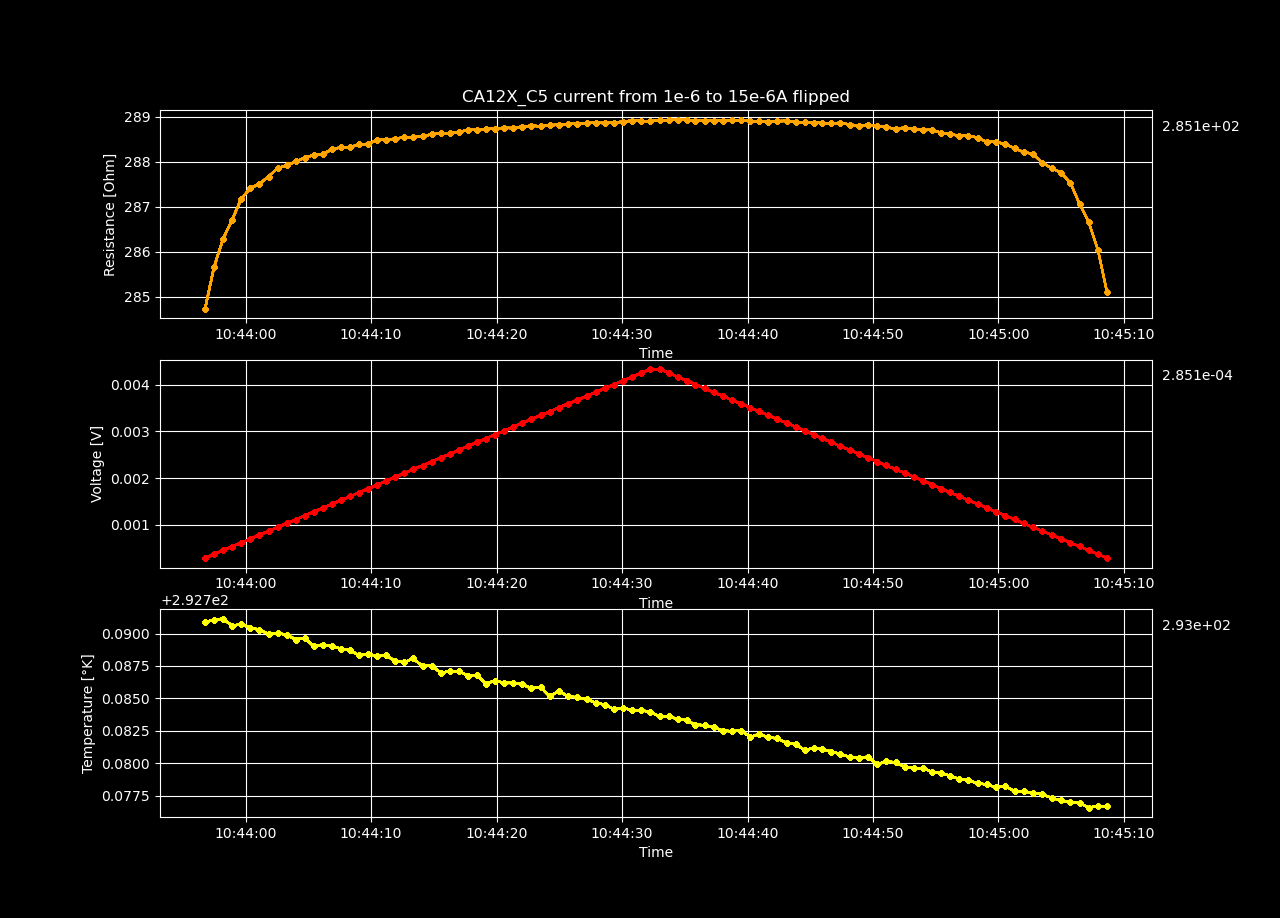 CA12X_C5 current from 1e-6 to 15e-6A flipped
289
288
287
286
285
Resistance [Ohm]
2.851e+02
10:44:00 10:44:10 10:44:20 10:44:30 10:44:40 10:44:50 10:45:00 10:45:10
Time
0.004
0.003
0.002
0.001
Voltage [V]
2.851e-04
10:44:00 10:44:10 10:44:20 10:44:30 10:44:40 10:44:50 10:45:00 10:45:10
Time
+2.927e2
0.0900
0.0875
0.0850
0.0825
0.0800
0.0775
Temperature [°K]
2.93e+02
10:44:00 10:44:10 10:44:20 10:44:30 10:44:40 10:44:50 10:45:00 10:45:10
Time